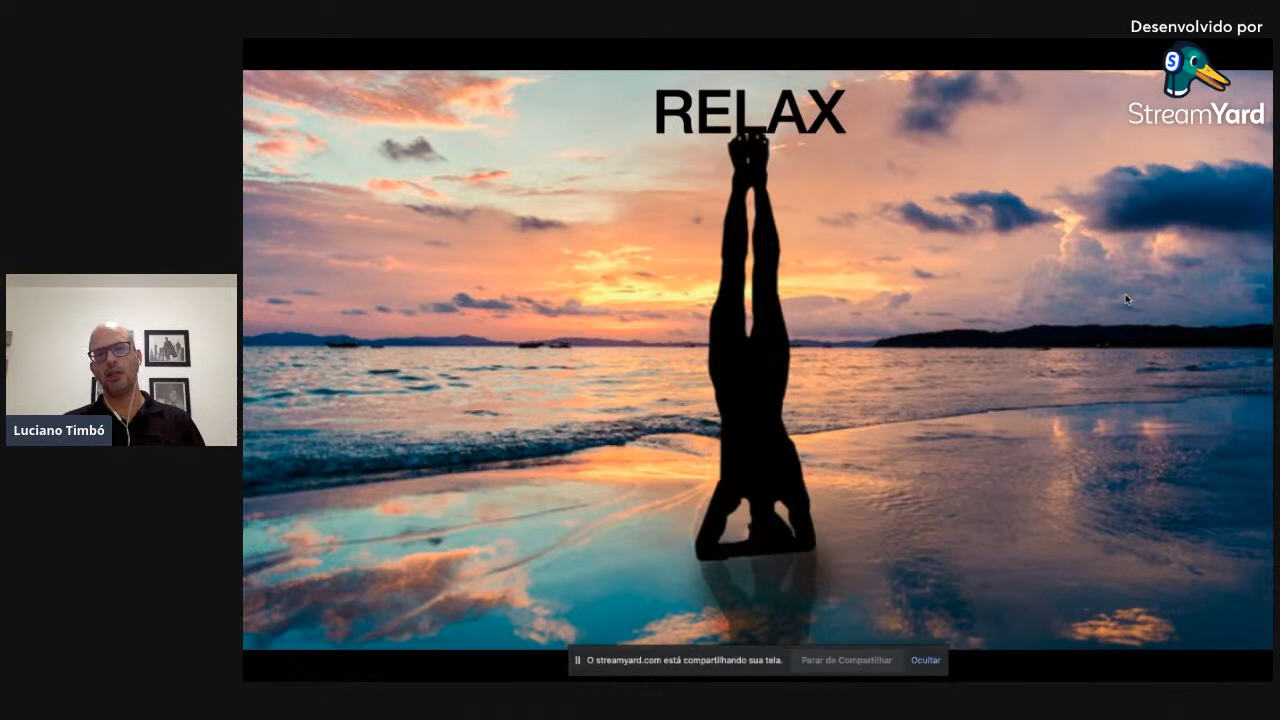 Desenvolvido por
StreamYard
RELAX
Luciano Timbó
O streamyard.com está compartilhando sua tela.
Parar de Compartilhar
Ocultar